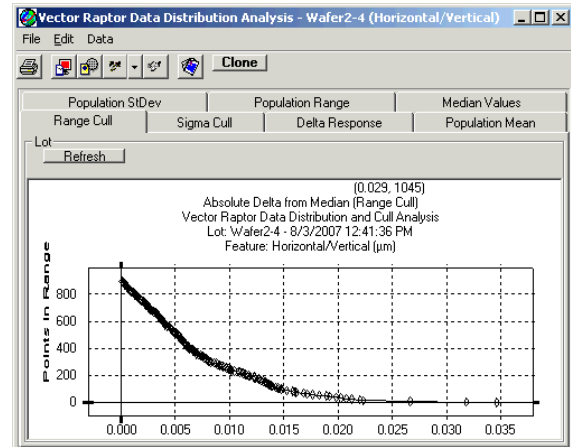 Vector Raptor Data Distribution Analysis - Wafer2-4 (Horizontal/Vertical)
File Edit Data
Clone
Population StDev Population Range Median Values
Range Cull Sigma Cull Delta Response Population Mean
Lot
Refresh
(0.029, 1045)
Absolute Delta from Median (Range Cull)
Vector Raptor Data Distribution and Cull Analysis
Lot: Wafer2-4 - 8/3/2007 12:41:36 PM
Feature: Horizontal/Vertical (µm)
Points In Range
800
600
400
200
0
0.000 0.005 0.010 0.015 0.020 0.025 0.030 0.035